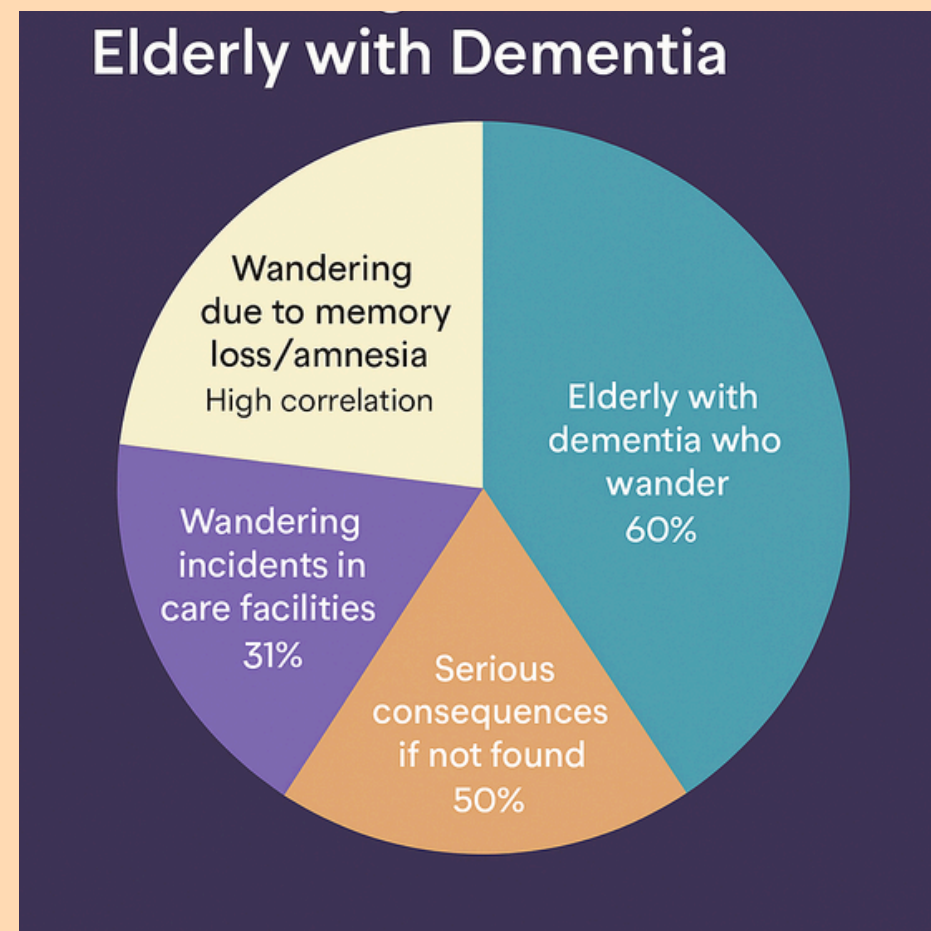 Elderly with Dementia
Wandering
due to memory
loss/amnesia
High correlation
Elderly with
dementia who
wander
60%
Wandering
incidents in
care facilities
31%
Serious
consequences
if not found
50%